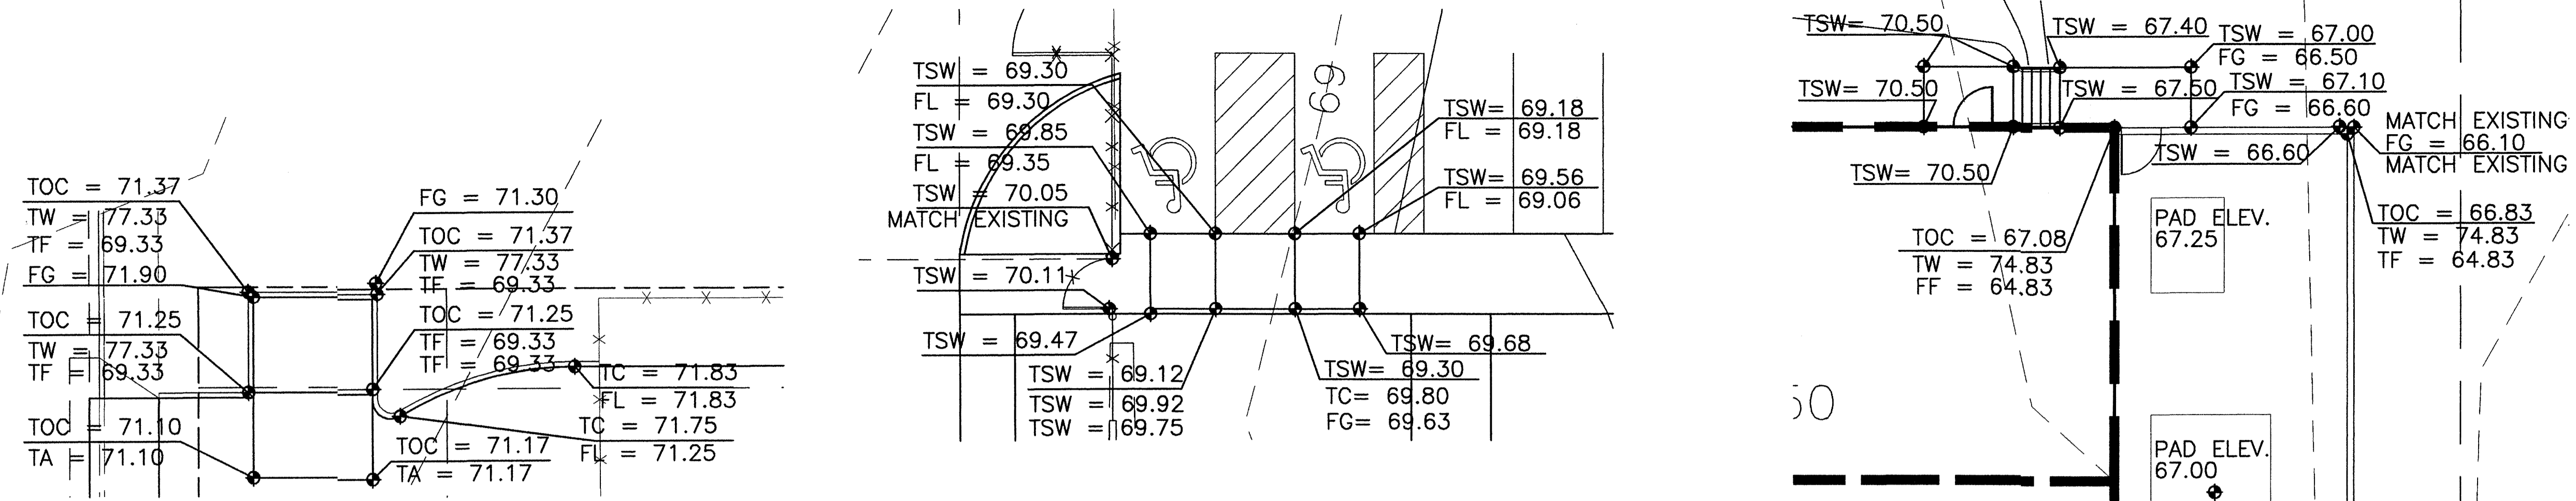 TOC = 71.37
TW = 77.33
TF = 69.33
FG = 71.90
TOC = 71.25
TW = 77.33
TF = 69.33
TOC = 71.10
TA = 71.10
FG = 71.30
TOC = 71.37
TW = 77.33
TF = 69.33
TOC = 71.25
TF = 69.33
TF = 69.33
TC = 71.83
FL = 71.83
TC = 71.75
FL = 71.25
TOC = 71.17
TA = 71.17
TSW = 69.30
FL = 69.30
TSW = 69.85
FL = 69.35
TSW = 70.05
MATCH EXISTING
TSW = 70.11
TSW = 69.47
TSW = 69.12
TSW = 69.92
TSW = 69.75
69
TSW= 69.18
FL = 69.18
TSW= 69.56
FL = 69.06
TSW= 69.68
TSW= 69.30
TC= 69.80
FG= 69.63
TSW= 70.50
TSW = 67.40
TSW = 67.00
FG = 66.50
TSW= 70.50
TSW = 67.50
TSW = 67.10
FG = 66.60
MATCH EXISTING
FG = 66.10
MATCH EXISTING
TSW = 66.60
TSW= 70.50
TOC = 67.08
TW = 74.83
FF = 64.83
PAD ELEV.
67.25
TOC = 66.83
TW = 74.83
TF = 64.83
PAD ELEV.
67.00